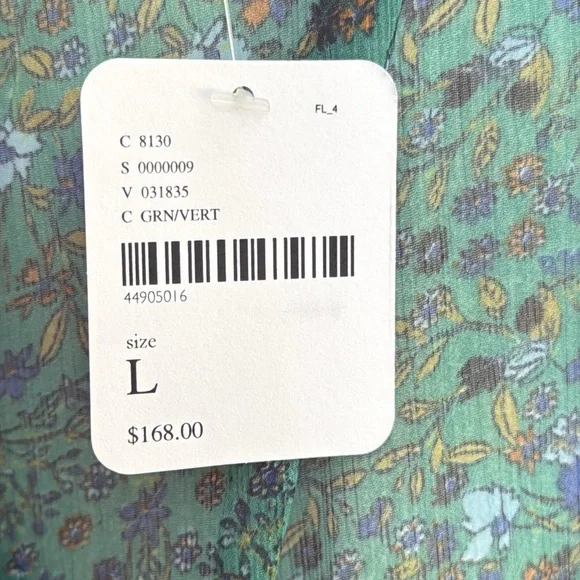 FL_4
C 8130
S 0000009
V 031835
C GRN/VERT
44905016
size
L
$168.00